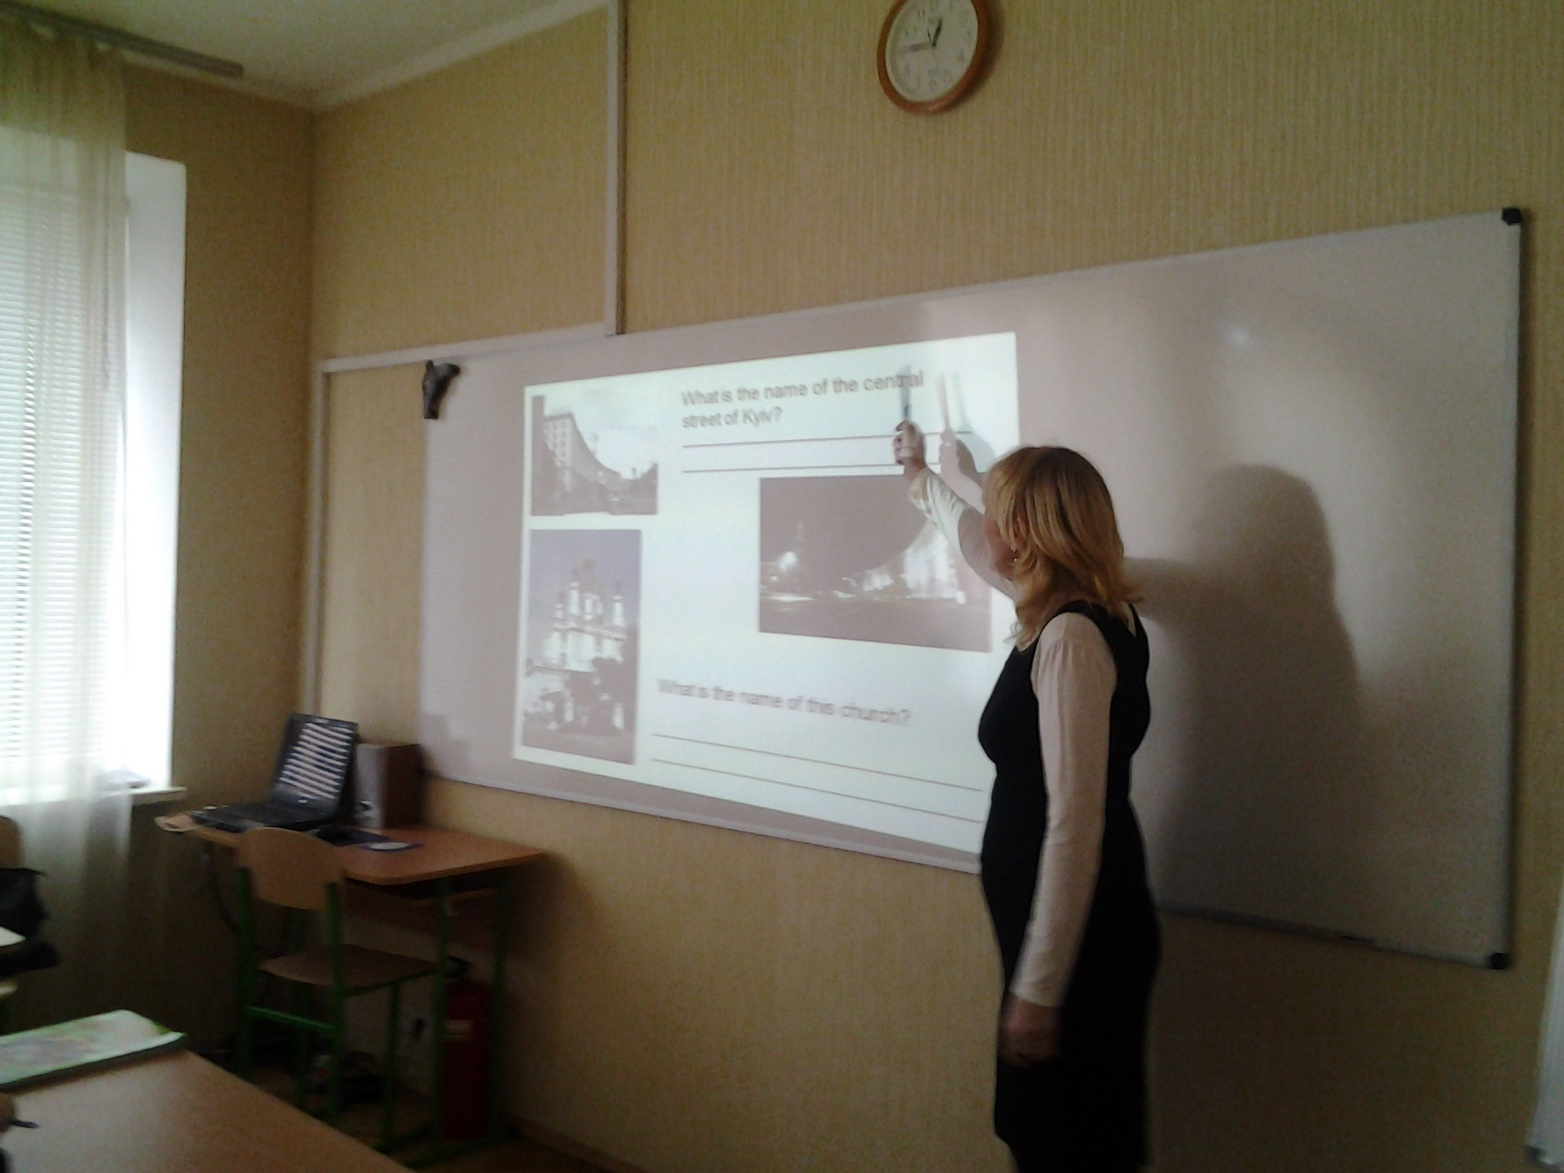 What is the name of the central
street of Kyiv?
What is the name of this church?